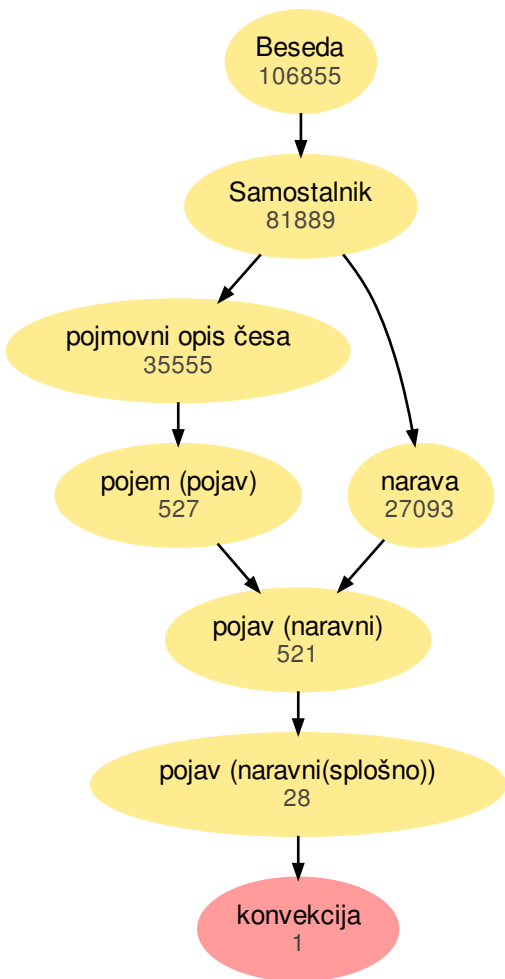 Beseda
106855
Samostalnik
81889
pojmovni opis česa
35555
pojem (pojav)
527
narava
27093
pojav (naravni)
521
pojav (naravni(splošno))
28
konvekcija
1